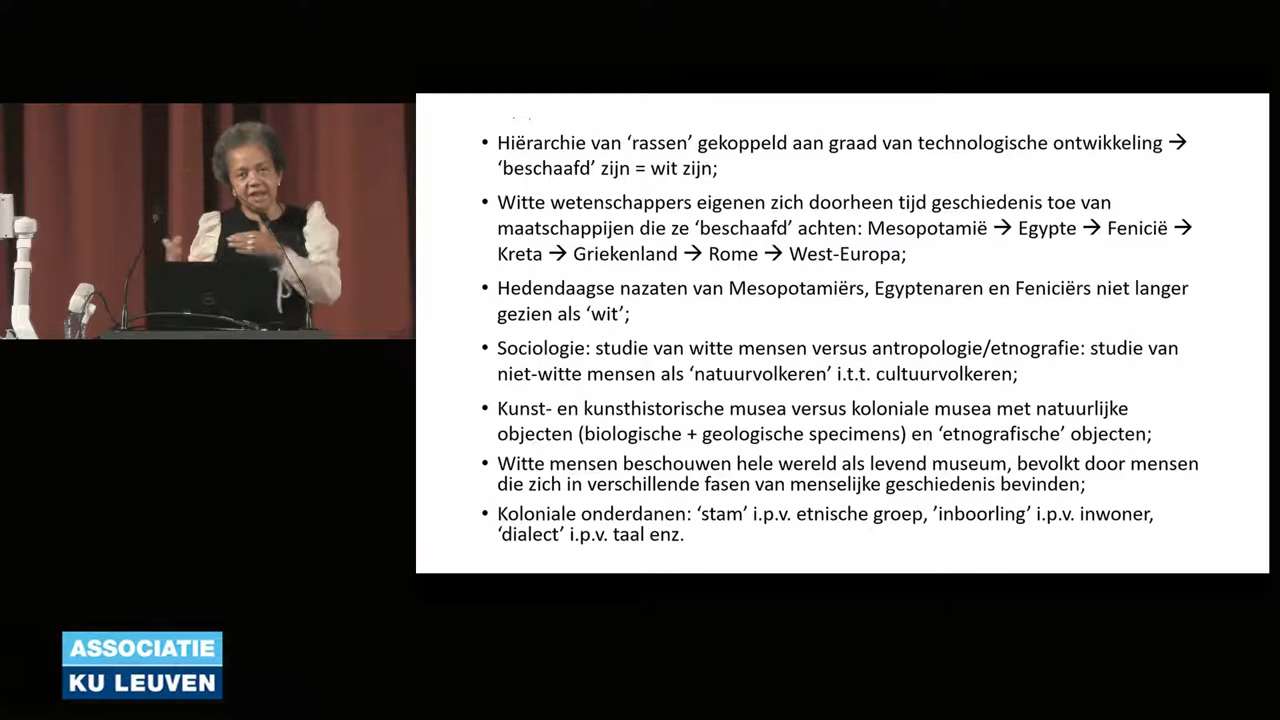 • Hiërarchie van ‘rassen’ gekoppeld aan graad van technologische ontwikkeling →
‘beschaafd’ zijn = wit zijn;
• Witte wetenschappers eigenen zich doorheen tijd geschiedenis toe van
maatschappijen die ze ‘beschaafd’ achten: Mesopotamië → Egypte → Fenicië →
Kreta → Griekenland → Rome → West-Europa;
• Hedendaagse nazaten van Mesopotamiërs, Egyptenaren en Feniciërs niet langer
gezien als ‘wit’;
• Sociologie: studie van witte mensen versus antropologie/etnografie: studie van
niet-witte mensen als ‘natuurvolkeren’ i.t.t. cultuurvolkeren;
• Kunst- en kunsthistorische musea versus koloniale musea met natuurlijke
objecten (biologische + geologische specimens) en ‘etnografische’ objecten;
• Witte mensen beschouwen hele wereld als levend museum, bevolkt door mensen
die zich in verschillende fasen van menselijke geschiedenis bevinden;
• Koloniale onderdanen: ‘stam’ i.p.v. etnische groep, ’inboorling’ i.p.v. inwoner,
‘dialect’ i.p.v. taal enz.
ASSOCIATIE
KU LEUVEN